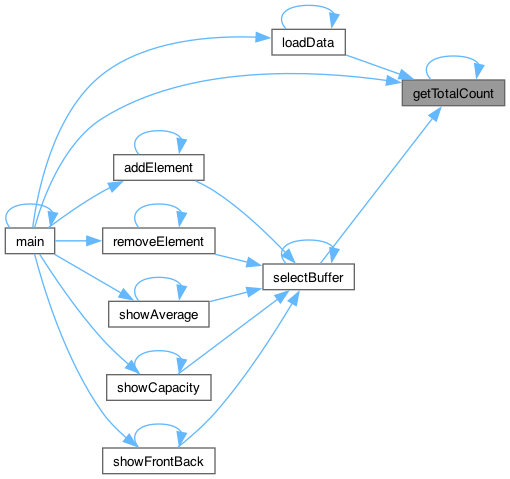 loadData
getTotalCount
addElement
main
removeElement
selectBuffer
showAverage
showCapacity
showFrontBack